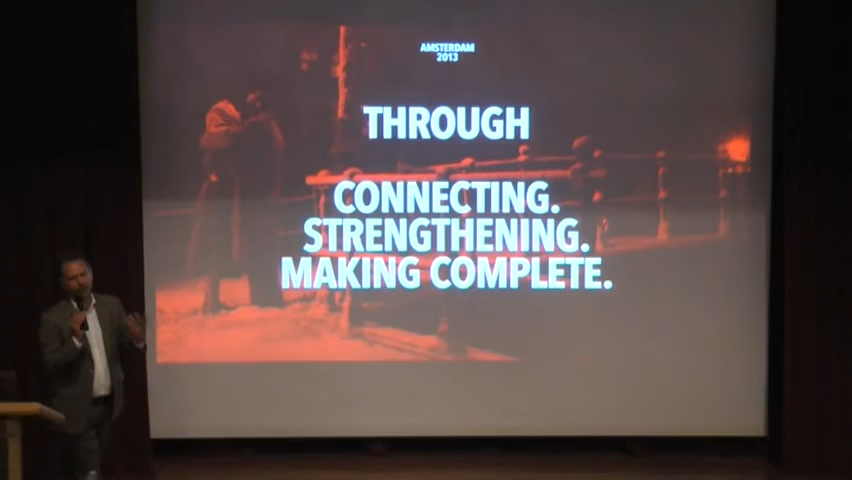 AMSTERDAM
2013
THROUGH
CONNECTING.
STRENGTHENING.
MAKING COMPLETE.